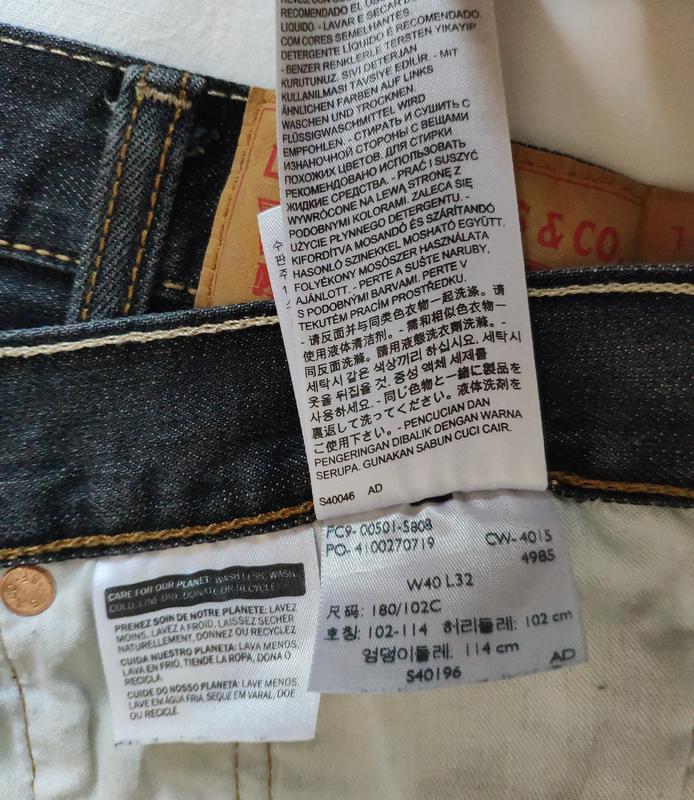 RECOMENDADO EL US
LIQUIDO. - LAVAR E SECAR D
COM CORES SEMELHANTES.
DETERGENTE LÍQUIDO É RECOMENDADO.
- BENZER RENKLERLE TERSTEN YIKAYIP
KURUTUNUZ. SIVI DETERJAN
KULLANILMASI TAVSIYE EDILIR. - MIT
ÄHNLICHEN FARBEN AUF LINKS
WASCHEN UND TROCKNEN.
FLÜSSIGWASCHMITTEL WIRD
EMPFOHLEN. - СТИРАТЬ И СУШИТЬ С
ИЗНАНОЧНОЙ СТОРОНЫ С ВЕЩАМИ
ПОХОЖИХ ЦВЕТОВ. ДЛЯ СТИРКИ
РЕКОМЕНДОВАНО ИСПОЛЬЗОВАТЬ
ЖИДКИЕ СРЕДСТВА. - PRAĆ I SUSZYĆ
WYWRÓCONE NA LEWĄ STRONĘ Z
PODOBNYMI KOLORAMI. ZALECA SIĘ
UŻYCIE PŁYNNEGO DETERGENTU. -
KIFORDÍTVA MOSANDÓ ÉS SZÁRÍTANDÓ
HASONLÓ SZINEKKEL MOSHATÓ EGYÜTT.
FOLYÉKONY MOSÓSZER HASZNÁLATA
AJÁNLOTT. - PERTE A SUŠTE NARUBY,
S PODOBNÝMI BARVAMI. PERTE V
TEKUTÉM PRACÍM PROSTŘEDKU.
- 请反面并与同类色衣物一起洗涤。请
使用液体清洁剂。- 需和相似色衣物一
同反面洗滌。請用液態洗衣劑洗滌。-
세탁시 같은 색상끼리 하십시요. 세탁시
옷을 뒤집을 것. 중성 액체 세제를
사용하세요. - 同じ色物と一緒に製品を
裏返して洗ってください。液体洗剤を
ご使用下さい。- PENCUCIAN DAN
PENGERINGAN DIBALIK DENGAN WARNA
SERUPA. GUNAKAN SABUN CUCI CAIR.
S40046 AD
& CO.
PC9-00501-5808
PO-4100270719 CW-4015
4985
W40 L32
尺码: 180/102C
호칭: 102-114 허리둘레: 102 cm
엉덩이둘레: 114 cm
S40196 AD
CARE FOR OUR PLANET: WASH LESS, WASH
COLD, LINE DRY, DONATE OR RECYCLE
PRENEZ SOIN DE NOTRE PLANETE: LAVEZ
MOINS, LAVEZ A FROID, LAISSEZ SECHER
NATURELLEMENT, DONNEZ OU RECYCLEZ
CUIDA NUESTRO PLANETA: LAVA MENOS,
LAVA EN FRIO, TIENDE LA ROPA, DONA O
RECICLA.
CUIDE DO NOSSO PLANETA: LAVE MENOS,
LAVE EM ÁGUA FRIA, SEQUE EM VARAL, DOE
OU RECICLE.